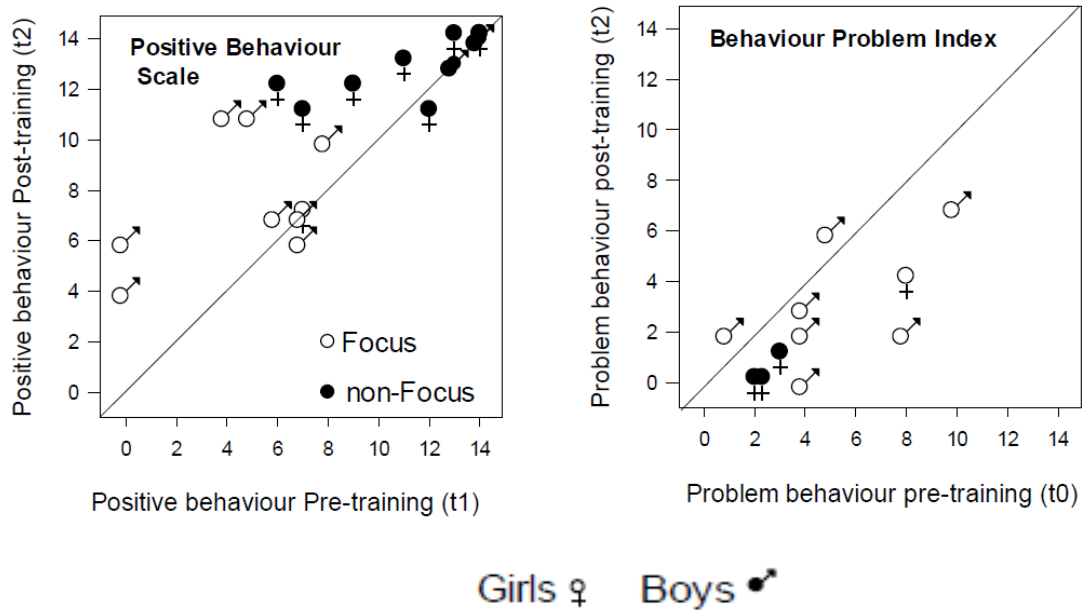 Positive Behaviour
Scale
Positive behaviour Post-training (t2)
14
12
10
8
6
4
2
0
Focus
non-Focus
0 2 4 6 8 10 12 14
Positive behaviour Pre-training (t1)
Behaviour Problem Index
Problem behaviour post-training (t2)
14
12
10
8
6
4
2
0
0 2 4 6 8 10 12 14
Problem behaviour pre-training (t0)
Girls ♀ Boys ♂